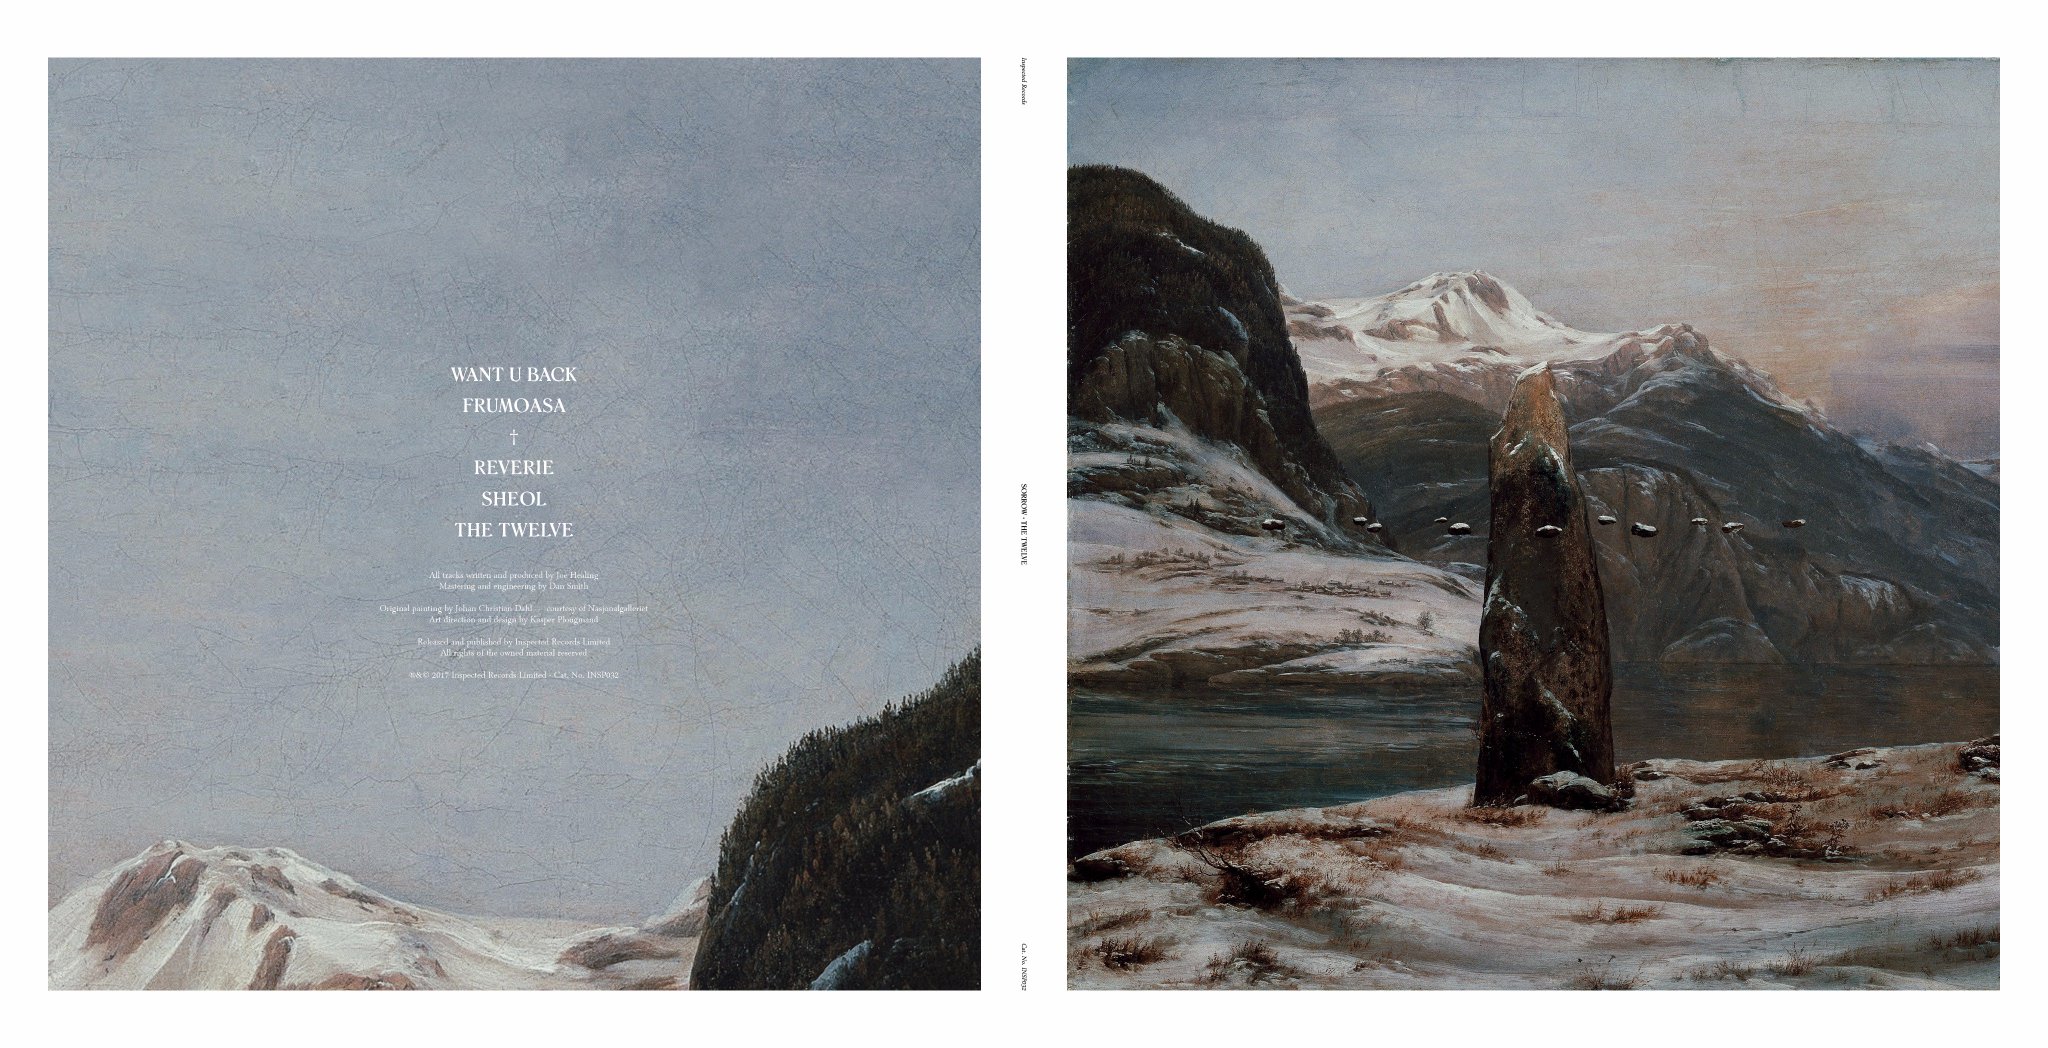 WANT U BACK
FRUMOASA
†
REVERIE
SHEOL
THE TWELVE
All tracks written and produced by Joe Healing
Mastering and engineering by Dan Smith
Original painting by Johan Christian Dahl — courtesy of Nasjonalgalleriet
Art direction and design by Kasper Plougmand
Released and published by Inspected Records Limited
All rights of the owned material reserved
®&© 2017 Inspected Records Limited · Cat. No. INSP032
Inspected Records
SORROW · THE TWELVE
Cat. No. INSP032